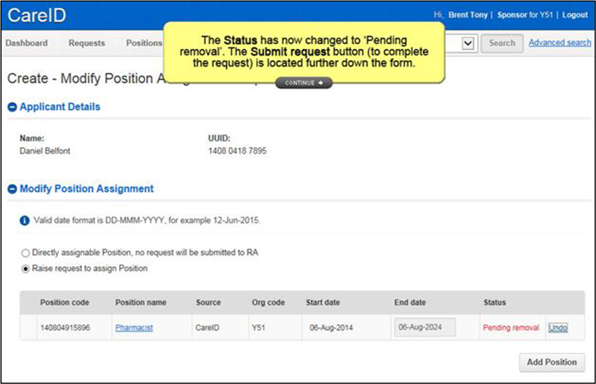 CareID
Hi, Brent Tony | Sponsor for Y51 | Logout
Dashboard Requests Positions
Search Advanced search
The Status has now changed to 'Pending
removal'. The Submit request button (to complete
the request) is located further down the form.
CONTINUE
Create - Modify Position A
Applicant Details
Name: UUID:
Daniel Belfont 1408 0418 7895
Modify Position Assignment
Valid date format is DD-MMM-YYYY, for example 12-Jun-2015.
Directly assignable Position, no request will be submitted to RA
Raise request to assign Position
Position code Position name Source Org code Start date End date Status
140804915896 Pharmacist CareID Y51 06-Aug-2014 06-Aug-2024 Pending removal Undo
Add Position